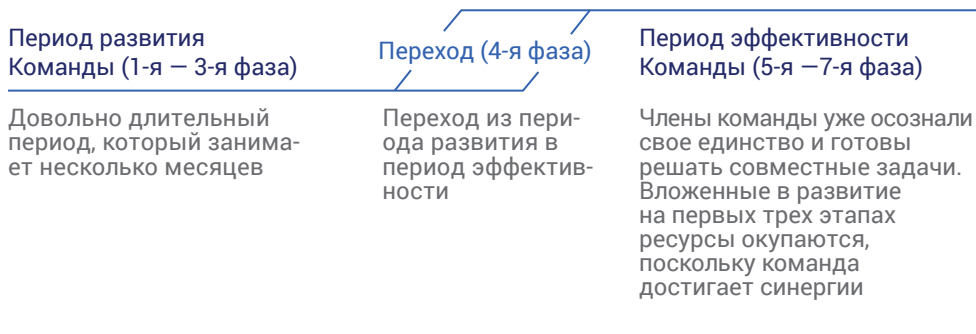 Период развития
Команды (1-я — 3-я фаза)
Довольно длительный
период, который занима-
ет несколько месяцев
Переход (4-я фаза)
Переход из пери-
ода развития в
период эффектив-
ности
Период эффективности
Команды (5-я —7-я фаза)
Члены команды уже осознали
свое единство и готовы
решать совместные задачи.
Вложенные в развитие
на первых трех этапах
ресурсы окупаются,
поскольку команда
достигает синергии